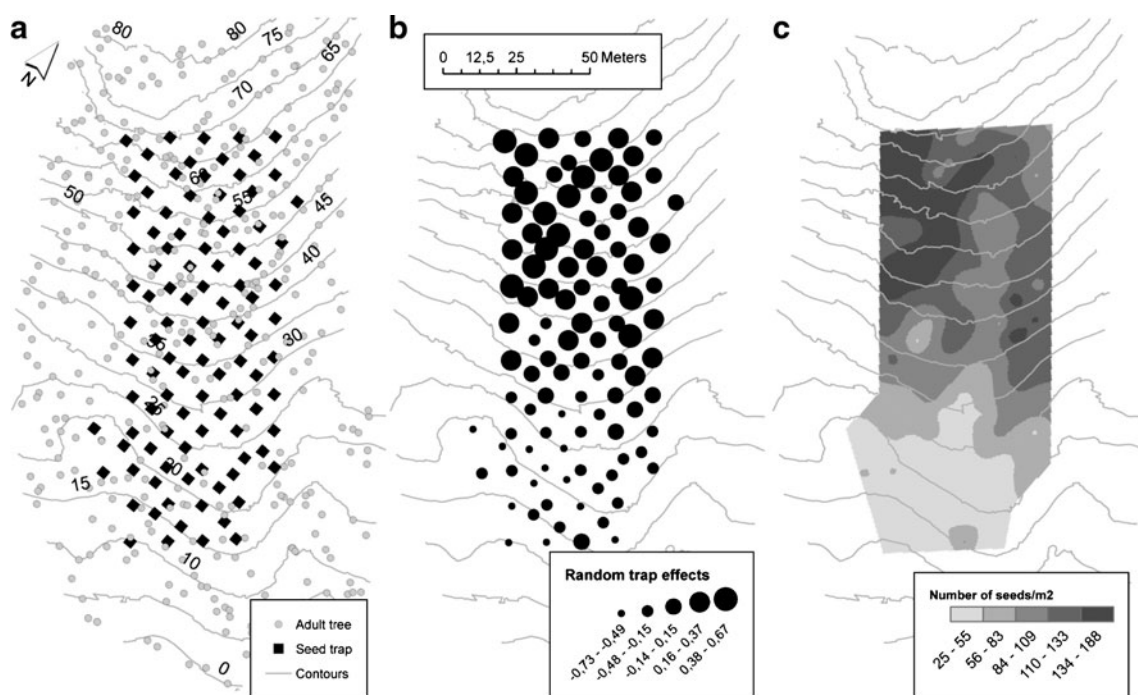 a
b
c
N
80
80
75
65
70
60
55
50
45
40
35
30
25
20
15
10
0
Adult tree
Seed trap
Contours
0 12,5 25 50 Meters
Random trap effects
-0,73 - -0.49
-0,48 - -0.15
-0,14 - 0.15
0,16 - 0.37
0,38 - 0.67
Number of seeds/m2
25 - 55
56 - 83
84 - 109
110 - 133
134 - 188